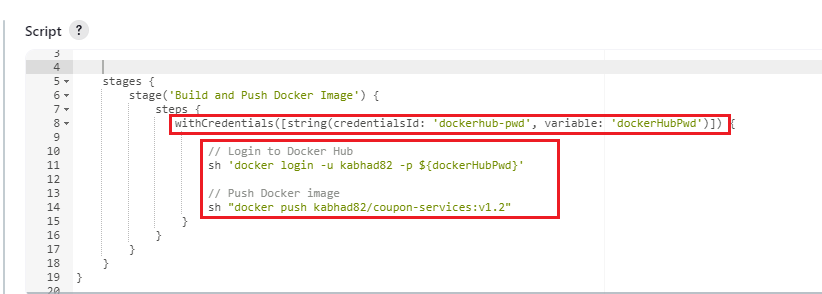 Script ?
3
4
5 stages {
6 stage('Build and Push Docker Image') {
7 steps {
8 withCredentials([string(credentialsId: 'dockerhub-pwd', variable: 'dockerHubPwd')]) {
9
10 // Login to Docker Hub
11 sh 'docker login -u kabhad82 -p ${dockerHubPwd}'
12
13 // Push Docker image
14 sh "docker push kabhad82/coupon-services:v1.2"
15 }
16 }
17 }
18 }
19 }
20